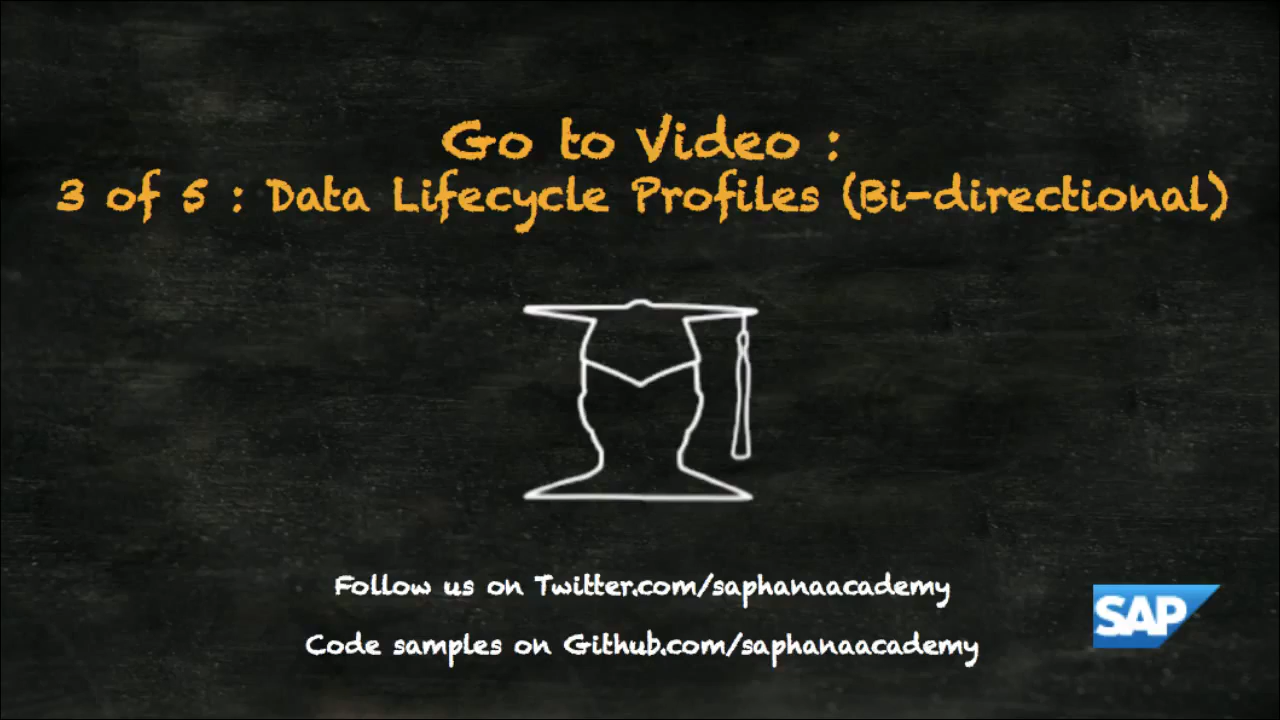 Go to Video :
3 of 5 : Data Lifecycle Profiles (Bi-directional)
Follow us on Twitter.com/saphanaacademy
SAP
Code samples on Github.com/saphanaacademy